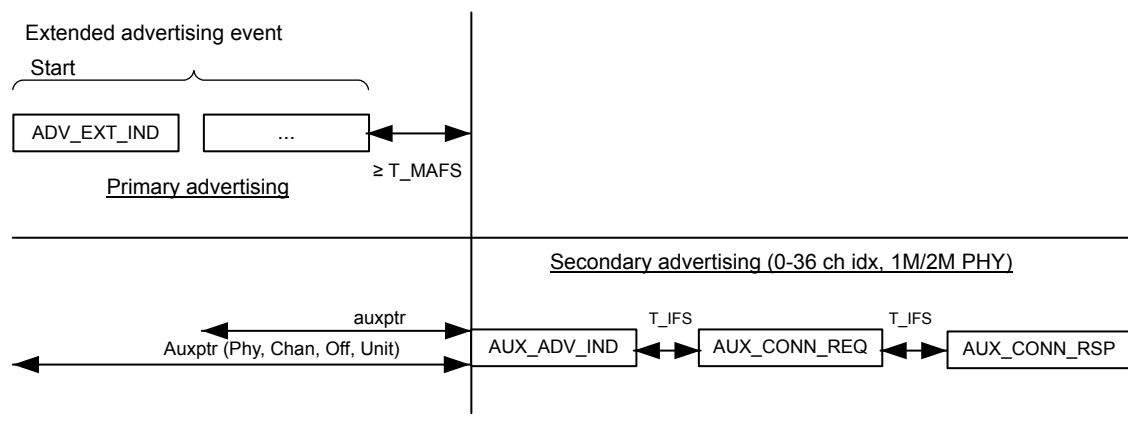 Extended advertising event
Start
ADV_EXT_IND
...
≥ T_MAFS
Primary advertising
Secondary advertising (0-36 ch idx, 1M/2M PHY)
auxptr
T_IFS
T_IFS
Auxptr (Phy, Chan, Off, Unit)
AUX_ADV_IND
AUX_CONN_REQ
AUX_CONN_RSP